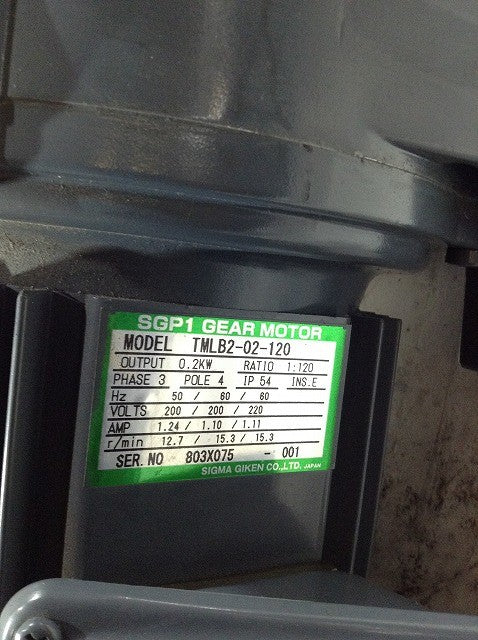 SGP1 GEAR MOTOR
MODEL TMLB2-02-120
OUTPUT 0.2KW RATIO 1:120
PHASE 3 POLE 4 IP 54 INS.E
Hz 50 / 60 / 60
VOLTS 200 / 200 / 220
AMP 1.24 / 1.10 / 1.11
r/min 12.7 / 15.3 / 15.3
SER. NO 803X075 - 001
SIGMA GIKEN CO.,LTD. JAPAN